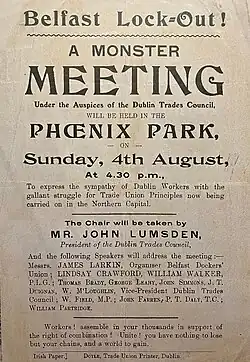 Belfast Lock-Out!
A MONSTER
MEETING
Under the Auspices of the Dublin Trades Council,
WILL BE HELD IN THE
PHŒNIX PARK,
— ON —
Sunday, 4th August,
At 4.30 p.m.,
To express the sympathy of Dublin Workers with the
gallant struggle for Trade Union Principles now being
carried on in the Northern Capital.
The Chair will be taken by
MR. JOHN LUMSDEN,
President of the Dublin Trades Council,
And the following Speakers will address the meeting:—
Messrs. JAMES LARKIN, Organiser, Belfast Dockers'
Union; LINDSAY CRAWFORD, WILLIAM WALKER,
P.L.G.; THOMAS BRADY, GEORGE LEAHY, JOHN SIMMONS, J. T.
W. McLOUGHLIN, Vice-President Dublin Trades
Council; W. FIELD, M.P.; JOHN FARREN, P. T. DALY, T.C.,
WILLIAM PARTRIDGE.
Workers! assemble in your thousands in support of
the right of combination! Unite! you have nothing to lose
but your chains, and a world to gain.
Irish Paper.] DOYLE, Trade Union Printer, Dublin.